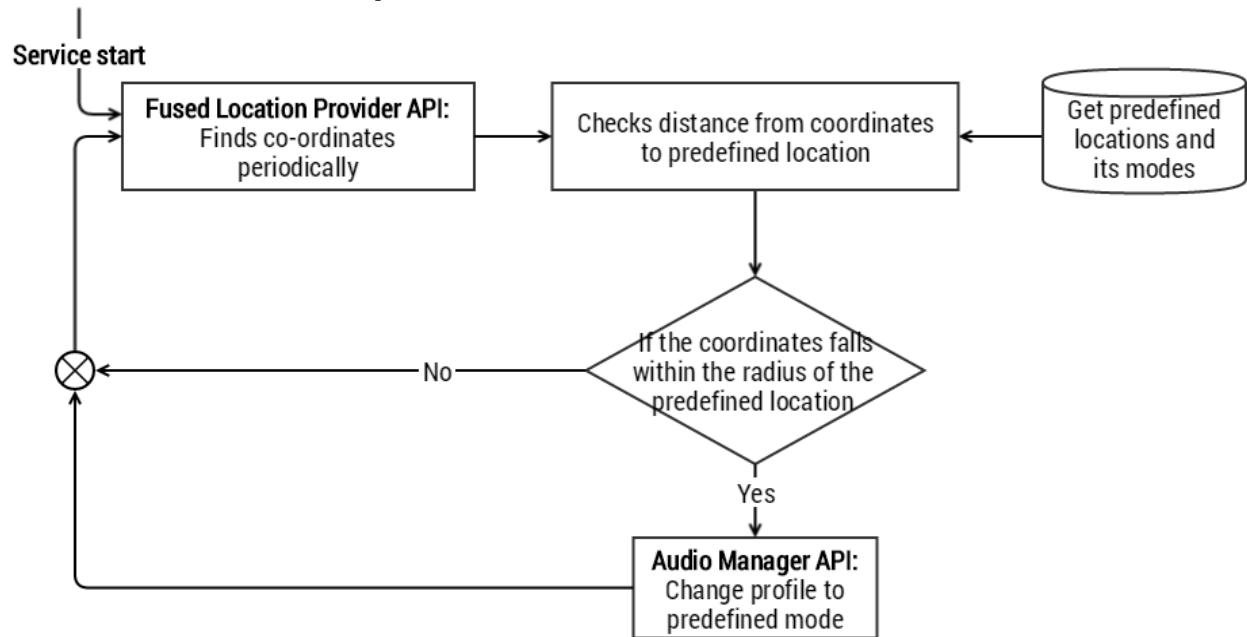 Service start
Fused Location Provider API:
Finds co-ordinates
periodically
Checks distance from coordinates
to predefined location
Get predefined
locations and
its modes
If the coordinates falls
within the radius of the
predefined location
No
Yes
Audio Manager API:
Change profile to
predefined mode